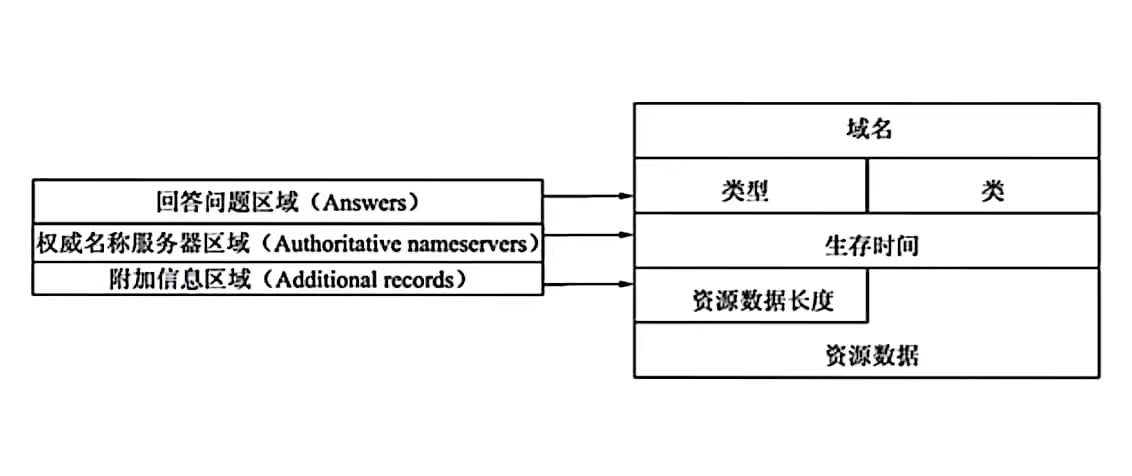 回答问题区域（Answers）
权威名称服务器区域（Authoritative nameservers）
附加信息区域（Additional records）
域名
类型
类
生存时间
资源数据长度
资源数据